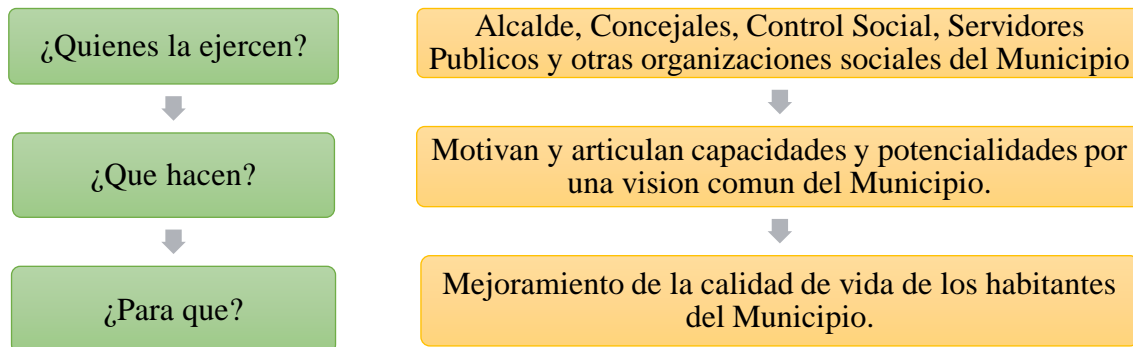 ¿Quienes la ejercen?
Alcalde, Concejales, Control Social, Servidores
Publicos y otras organizaciones sociales del Municipio
¿Que hacen?
Motivan y articulan capacidades y potencialidades por
una vision comun del Municipio.
¿Para que?
Mejoramiento de la calidad de vida de los habitantes
del Municipio.